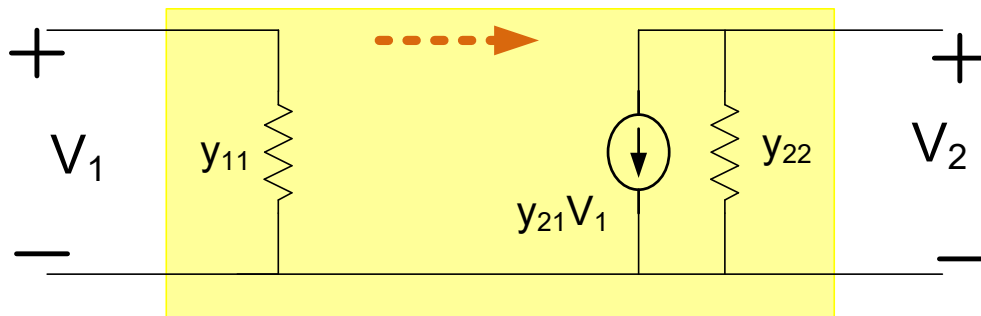 +
+
V₁
y₁₁
y₂₁V₁
y₂₂
V₂
−
−